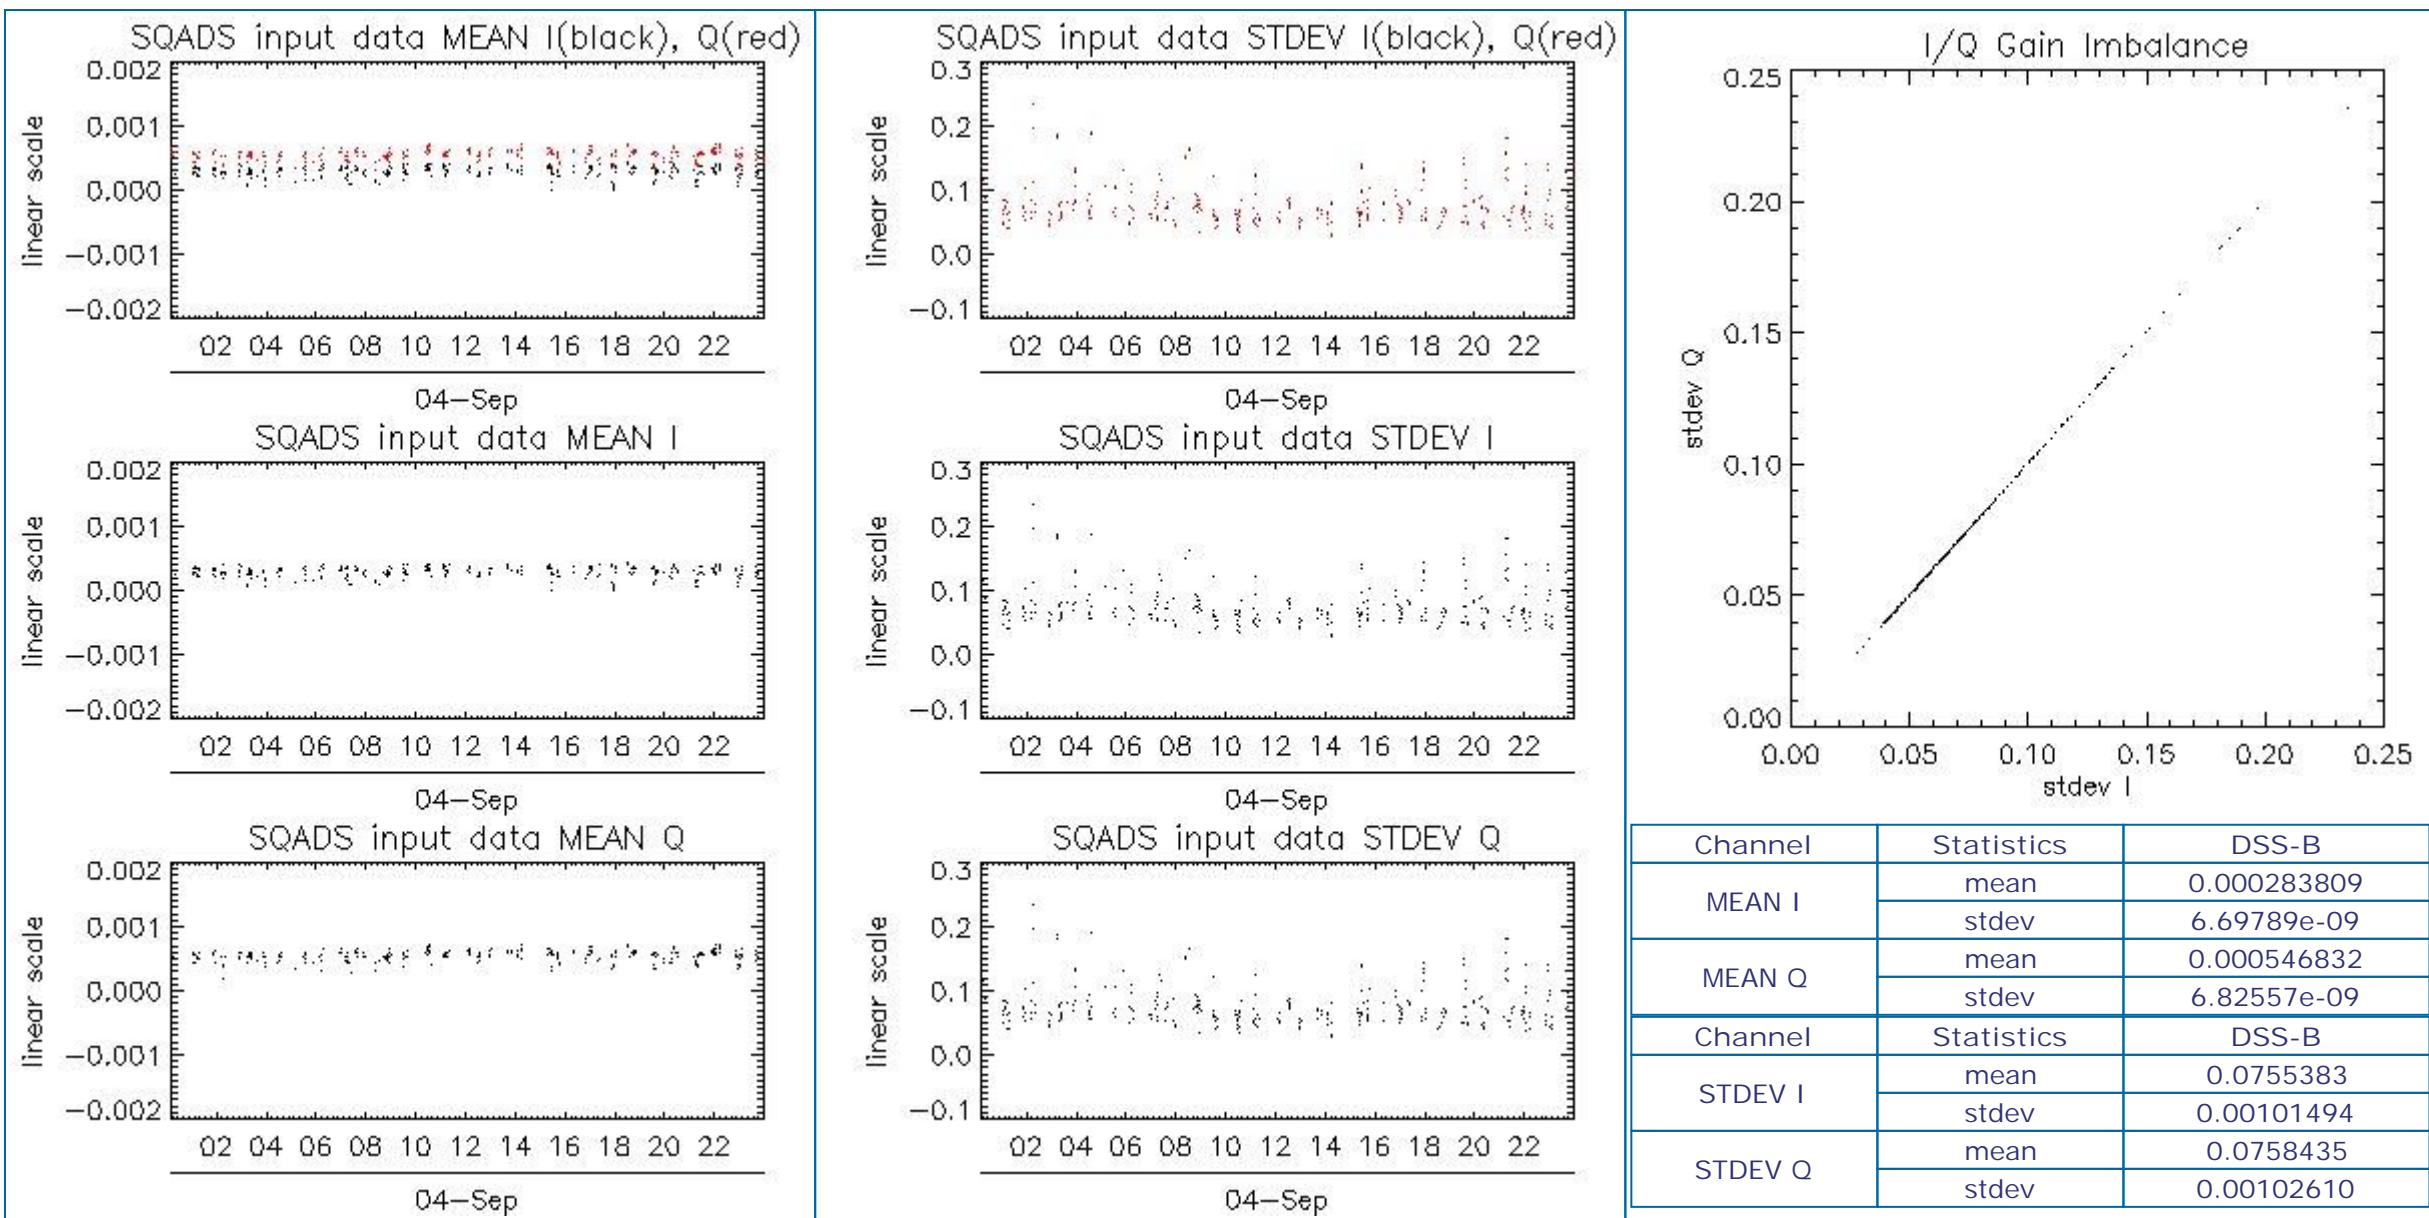 SQADS input data MEAN I(black), Q(red)
0.002
0.001
0.000
−0.001
−0.002
linear scale
02 04 06 08 10 12 14 16 18 20 22
04−Sep
SQADS input data MEAN I
0.002
0.001
0.000
−0.001
−0.002
linear scale
02 04 06 08 10 12 14 16 18 20 22
04−Sep
SQADS input data MEAN Q
0.002
0.001
0.000
−0.001
−0.002
linear scale
02 04 06 08 10 12 14 16 18 20 22
04−Sep
SQADS input data STDEV I(black), Q(red)
0.3
0.2
0.1
0.0
−0.1
linear scale
02 04 06 08 10 12 14 16 18 20 22
04−Sep
SQADS input data STDEV I
0.3
0.2
0.1
0.0
−0.1
linear scale
02 04 06 08 10 12 14 16 18 20 22
04−Sep
SQADS input data STDEV Q
0.3
0.2
0.1
0.0
−0.1
linear scale
02 04 06 08 10 12 14 16 18 20 22
04−Sep
I/Q Gain Imbalance
0.25
0.20
0.15
0.10
0.05
0.00
stdev Q
0.00 0.05 0.10 0.15 0.20 0.25
stdev I
Channel Statistics DSS-B
MEAN I mean 0.000283809
stdev 6.69789e-09
MEAN Q mean 0.000546832
stdev 6.82557e-09
Channel Statistics DSS-B
STDEV I mean 0.0755383
stdev 0.00101494
STDEV Q mean 0.0758435
stdev 0.00102610